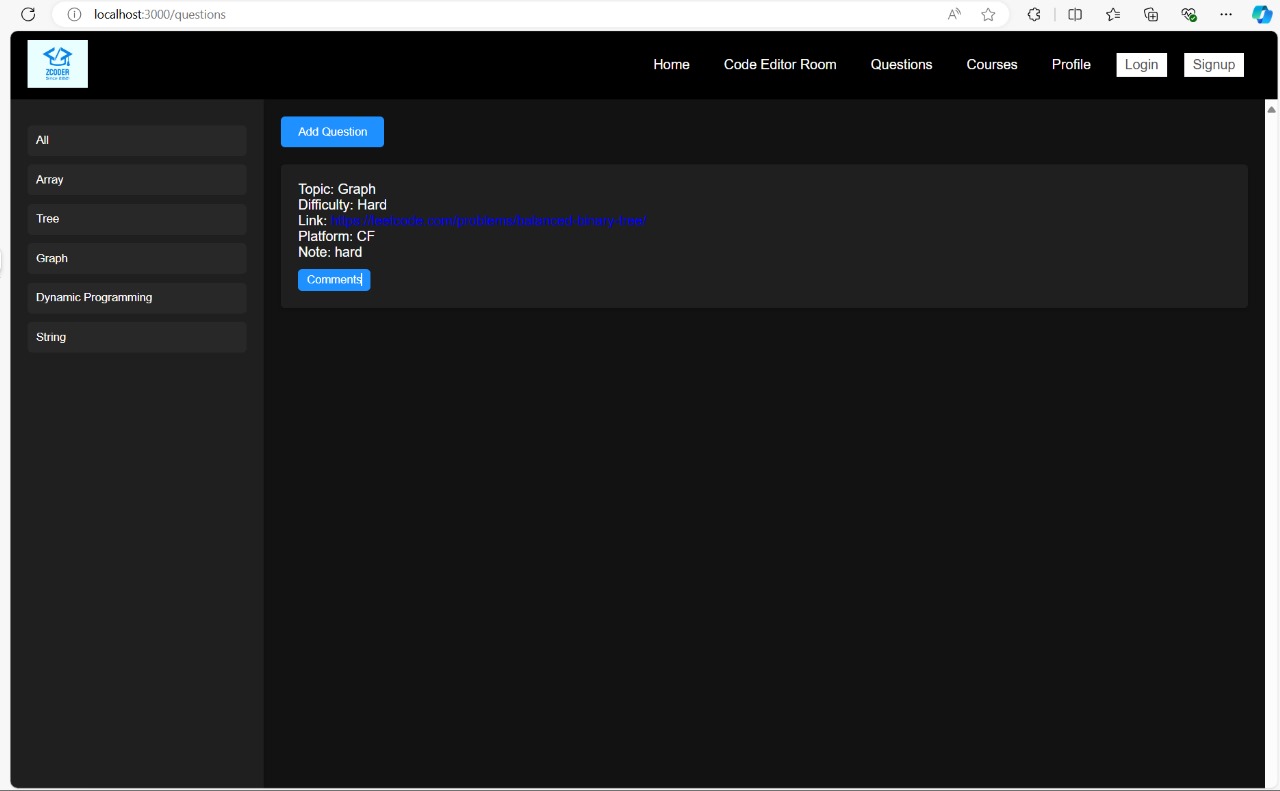 localhost:3000/questions
ZCODER
Home Code Editor Room Questions Courses Profile Login Signup
All
Array
Tree
Graph
Dynamic Programming
String
Add Question
Topic: Graph
Difficulty: Hard
Link: https://leetcode.com/problems/balanced-binary-tree/
Platform: CF
Note: hard
Comments